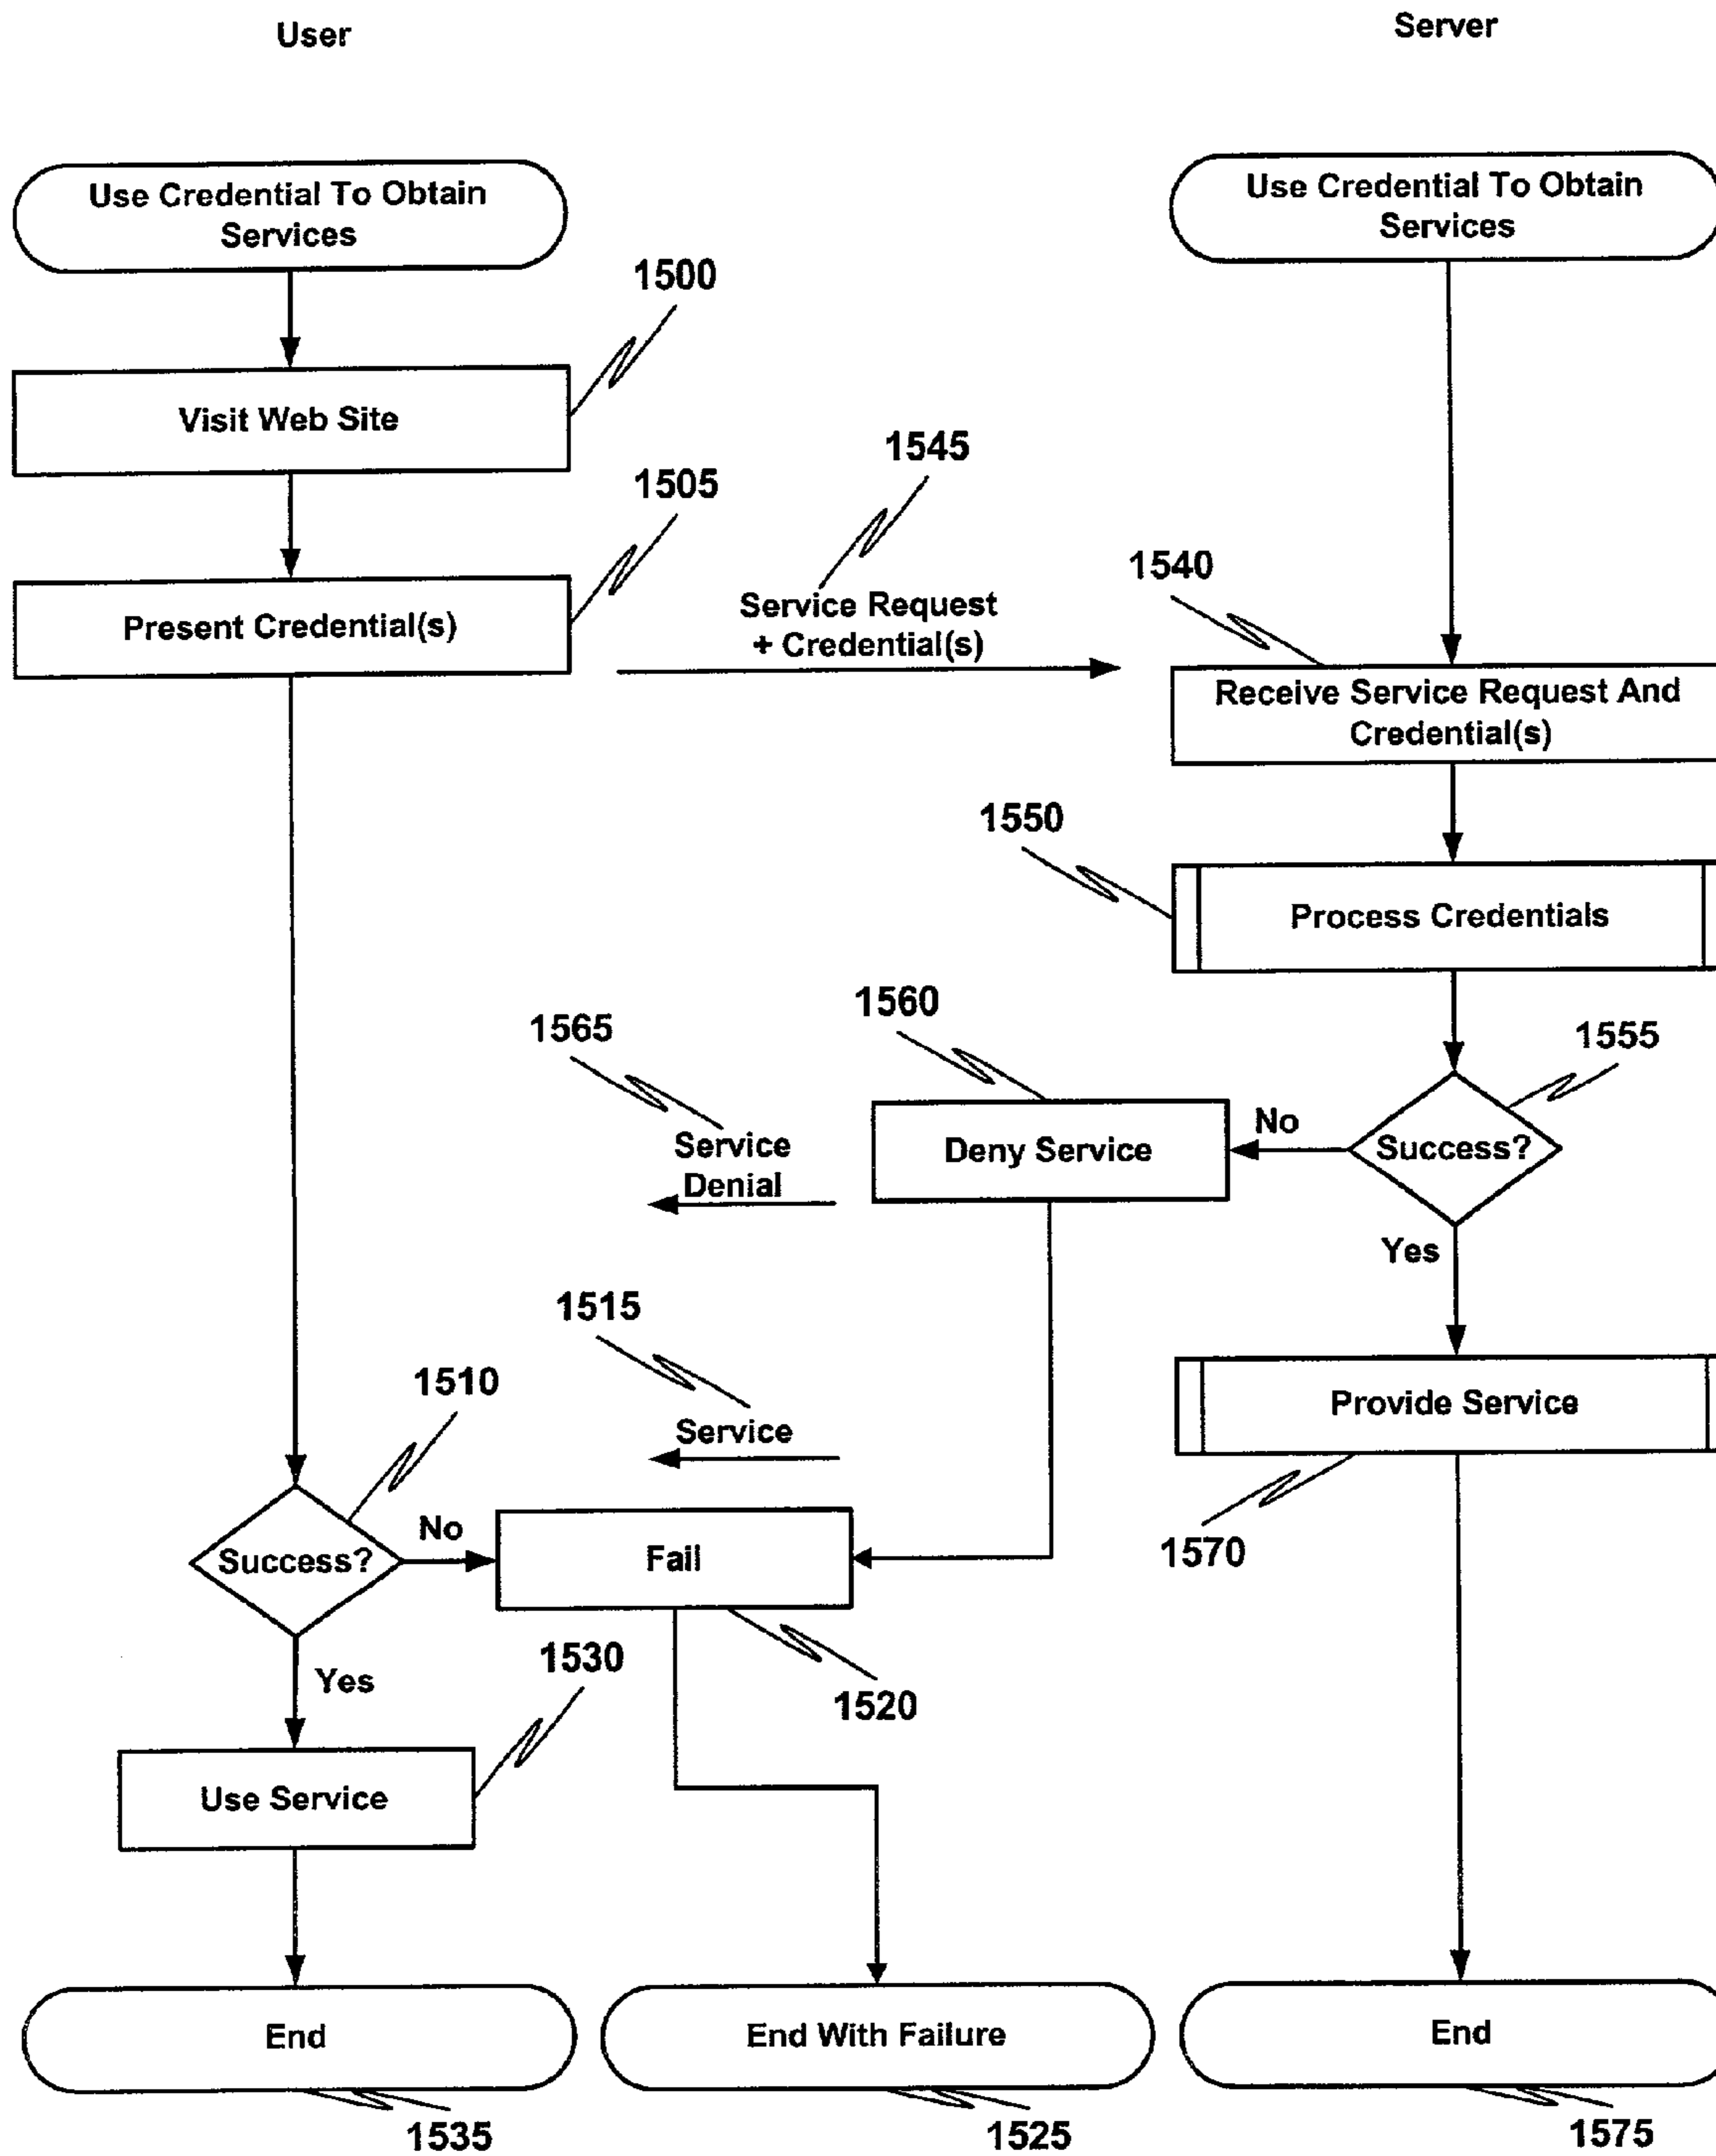 User
Server
Use Credential To Obtain
Services
Use Credential To Obtain
Services
1500
Visit Web Site
1545
1505
1540
Service Request
+ Credential(s)
Present Credential(s)
Receive Service Request And
Credential(s)
1550
Process Credentials
1560
1565
1555
No
Service
Denial
Deny Service
Success?
Yes
1515
1510
Service
Provide Service
No
Success?
Fail
1570
Yes
1530
1520
Use Service
End
End With Failure
End
1535
1525
1575